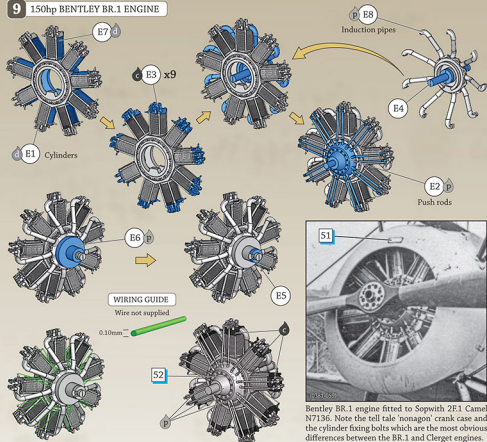 9 150hp BENTLEY BR.1 ENGINE
E7 d
p E8
Induction pipes
c E3 x9
E4
d E1 Cylinders
E2 p
Push rods
E6 p
51
E5
WIRING GUIDE
Wire not supplied
0.10mm
c
52
p
Bentley BR.1 engine fitted to Sopwith 2F.1 Camel
N7136. Note the tell tale 'nonagon' crank case and
the cylinder fixing bolts which are the most obvious
differences between the BR.1 and Clerget engines.